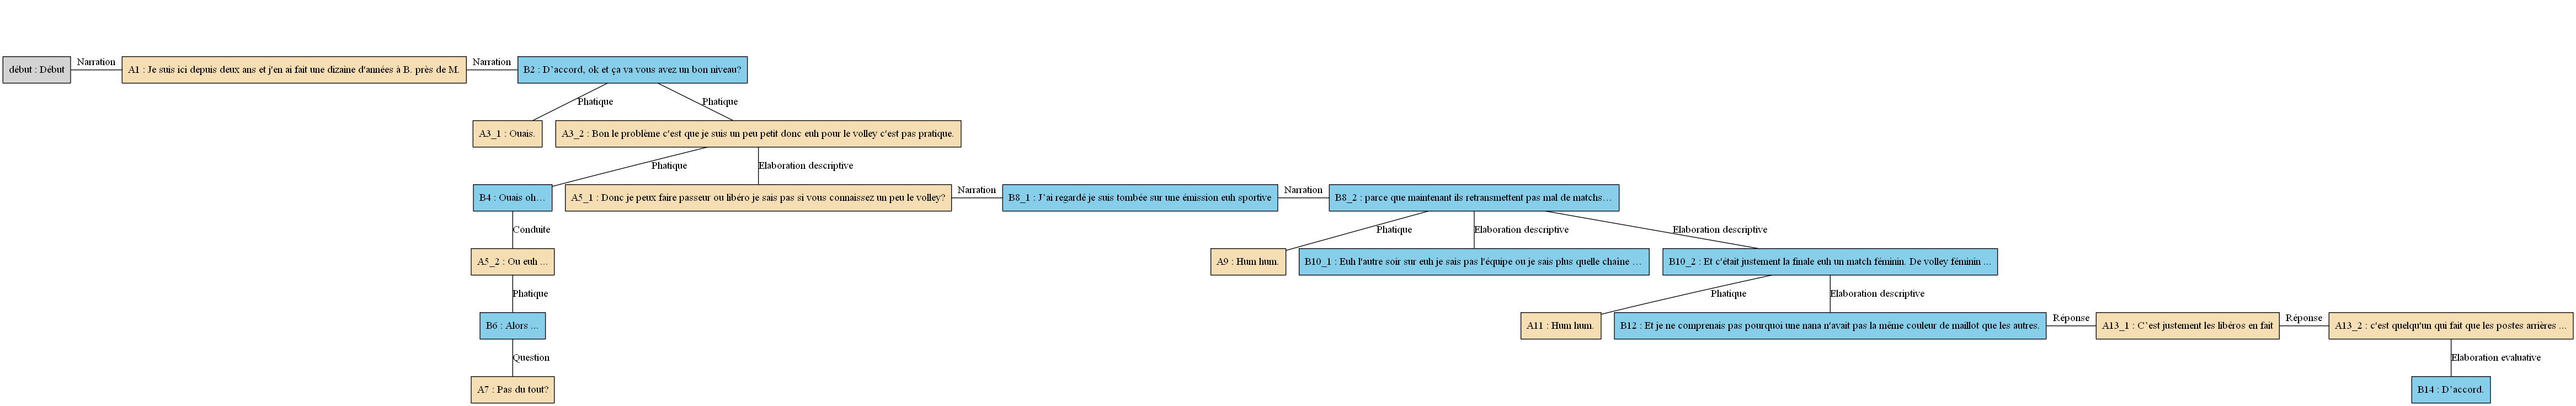 début : Début
Narration
A1 : Je suis ici depuis deux ans et j'en ai fait une dizaine d'années à B. près de M.
Narration
B2 : D'accord, ok et ça va vous avez un bon niveau?
Phatique
Phatique
A3_1 : Ouais.
A3_2 : Bon le problème c'est que je suis un peu petit donc euh pour le volley c'est pas pratique.
Phatique
Elaboration descriptive
B4 : Ouais oh…
A5_1 : Donc je peux faire passeur ou libéro je sais pas si vous connaissez un peu le volley?
Narration
B8_1 : J'ai regardé je suis tombée sur une émission euh sportive
Narration
B8_2 : parce que maintenant ils retransmettent pas mal de matchs…
Conduite
Phatique
Elaboration descriptive
Elaboration descriptive
A5_2 : Ou euh ...
A9 : Hum hum.
B10_1 : Euh l'autre soir sur euh je sais pas l'équipe ou je sais plus quelle chaîne …
B10_2 : Et c'était justement la finale euh un match féminin. De volley féminin ...
Phatique
Phatique
Elaboration descriptive
B6 : Alors ...
A11 : Hum hum.
B12 : Et je ne comprenais pas pourquoi une nana n'avait pas la même couleur de maillot que les autres.
Réponse
A13_1 : C'est justement les libéros en fait
Réponse
A13_2 : c'est quelqu'un qui fait que les postes arrières ...
Question
Elaboration evaluative
A7 : Pas du tout?
B14 : D'accord.